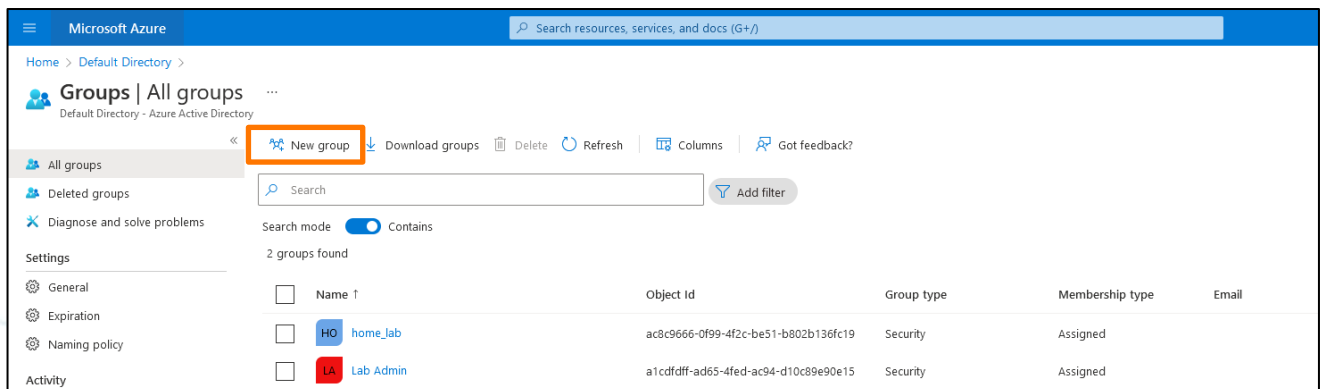 Microsoft Azure
Search resources, services, and docs (G+/)
Home > Default Directory >
Groups | All groups ...
Default Directory - Azure Active Directory
«
New group
Download groups
Delete
Refresh
Columns
Got feedback?
All groups
Deleted groups
Diagnose and solve problems
Settings
General
Expiration
Naming policy
Activity
Search
Add filter
Search mode
Contains
2 groups found
Name ↑ Object Id Group type Membership type Email
HO home_lab ac8c9666-0f99-4f2c-be51-b802b136fc19 Security Assigned
LA Lab Admin a1cdfdff-ad65-4fed-ac94-d10c89e90e15 Security Assigned